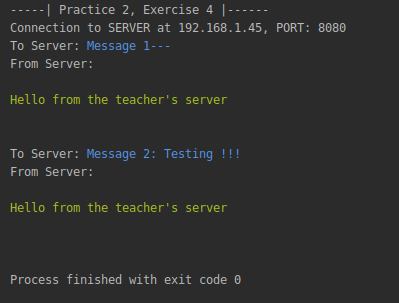 -----| Practice 2, Exercise 4 |------
Connection to SERVER at 192.168.1.45, PORT: 8080
To Server: Message 1---
From Server:
Hello from the teacher's server
To Server: Message 2: Testing !!!
From Server:
Hello from the teacher's server
Process finished with exit code 0